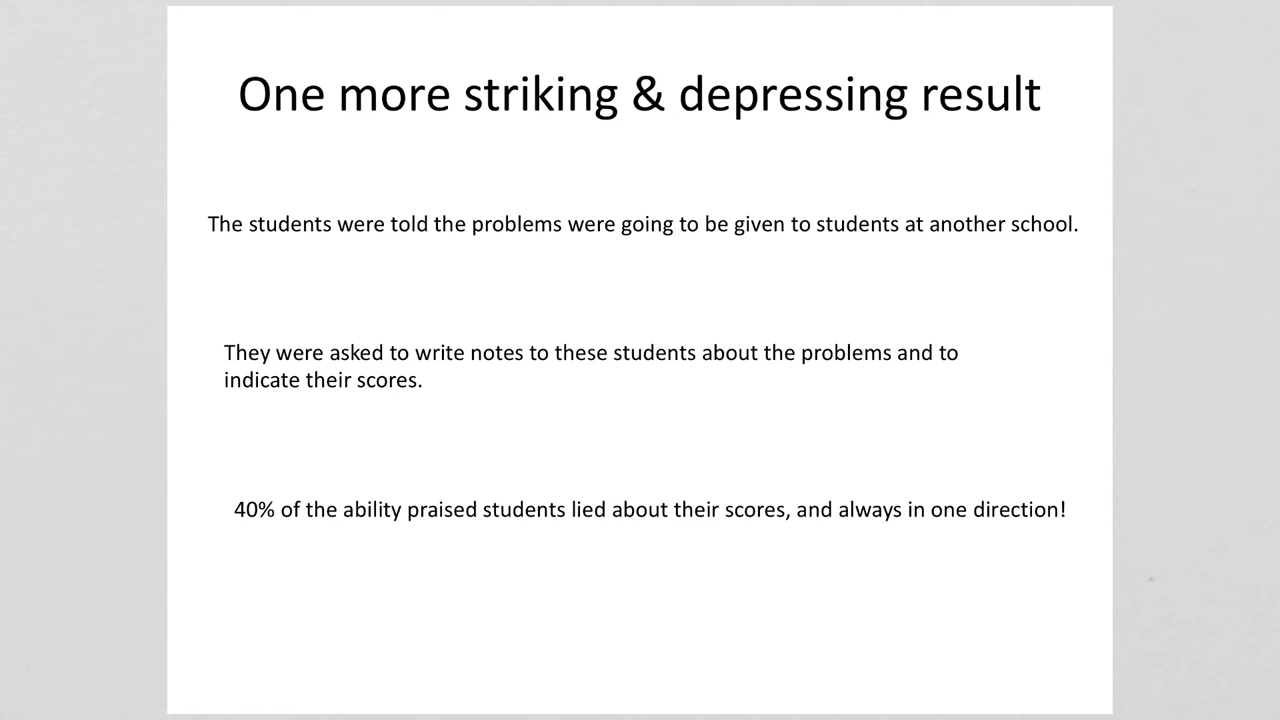 One more striking & depressing result
The students were told the problems were going to be given to students at another school.
They were asked to write notes to these students about the problems and to
indicate their scores.
40% of the ability praised students lied about their scores, and always in one direction!